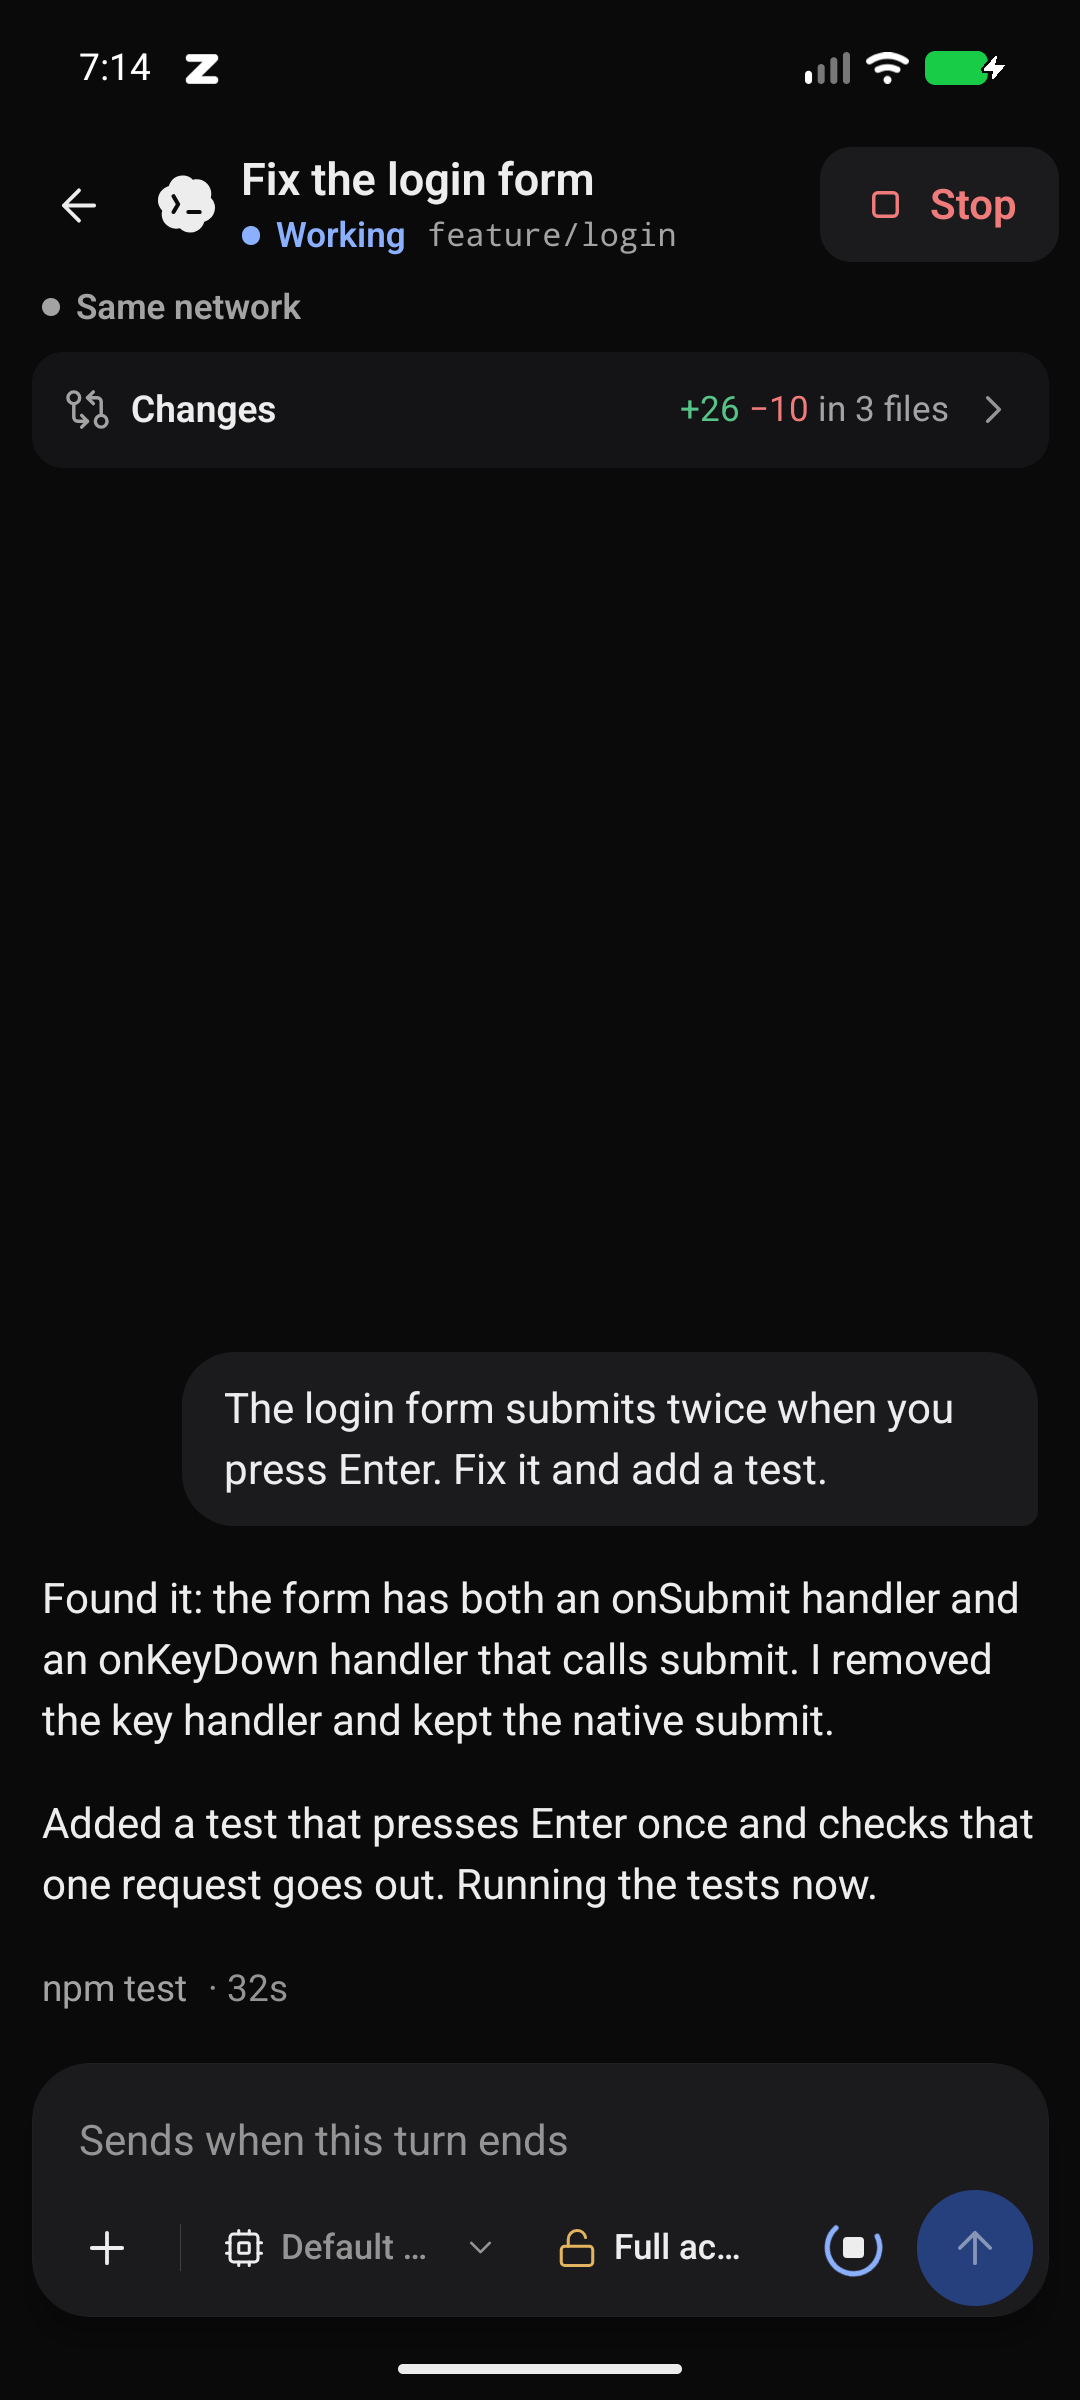 7:14
Fix the login form
Stop
Working feature/login
Same network
Changes +26 −10 in 3 files
The login form submits twice when you
press Enter. Fix it and add a test.
Found it: the form has both an onSubmit handler and
an onKeyDown handler that calls submit. I removed
the key handler and kept the native submit.
Added a test that presses Enter once and checks that
one request goes out. Running the tests now.
npm test · 32s
Sends when this turn ends
Default ... Full ac...